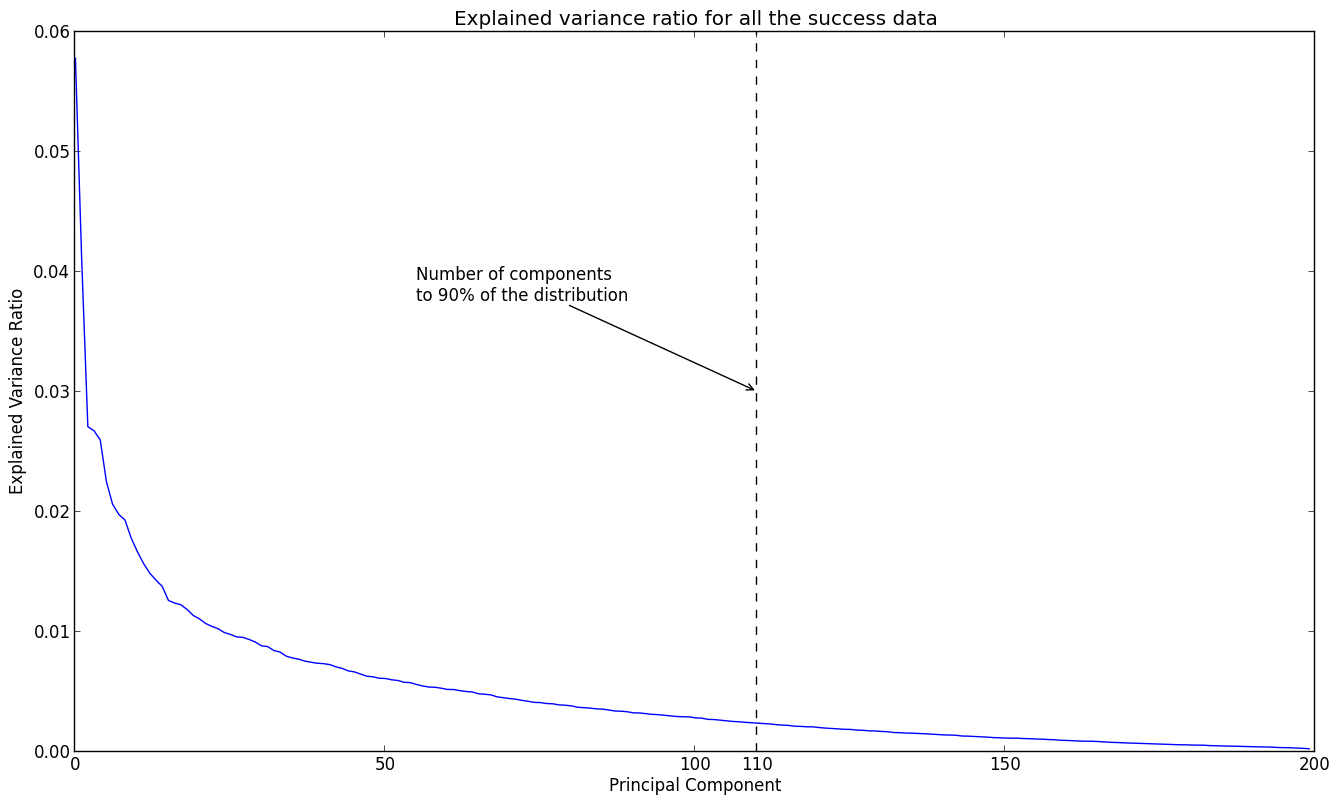 Explained variance ratio for all the success data
0.06
0.05
0.04
0.03
0.02
0.01
0.00
Explained Variance Ratio
Number of components
to 90% of the distribution
0 50 100 110 150 200
Principal Component